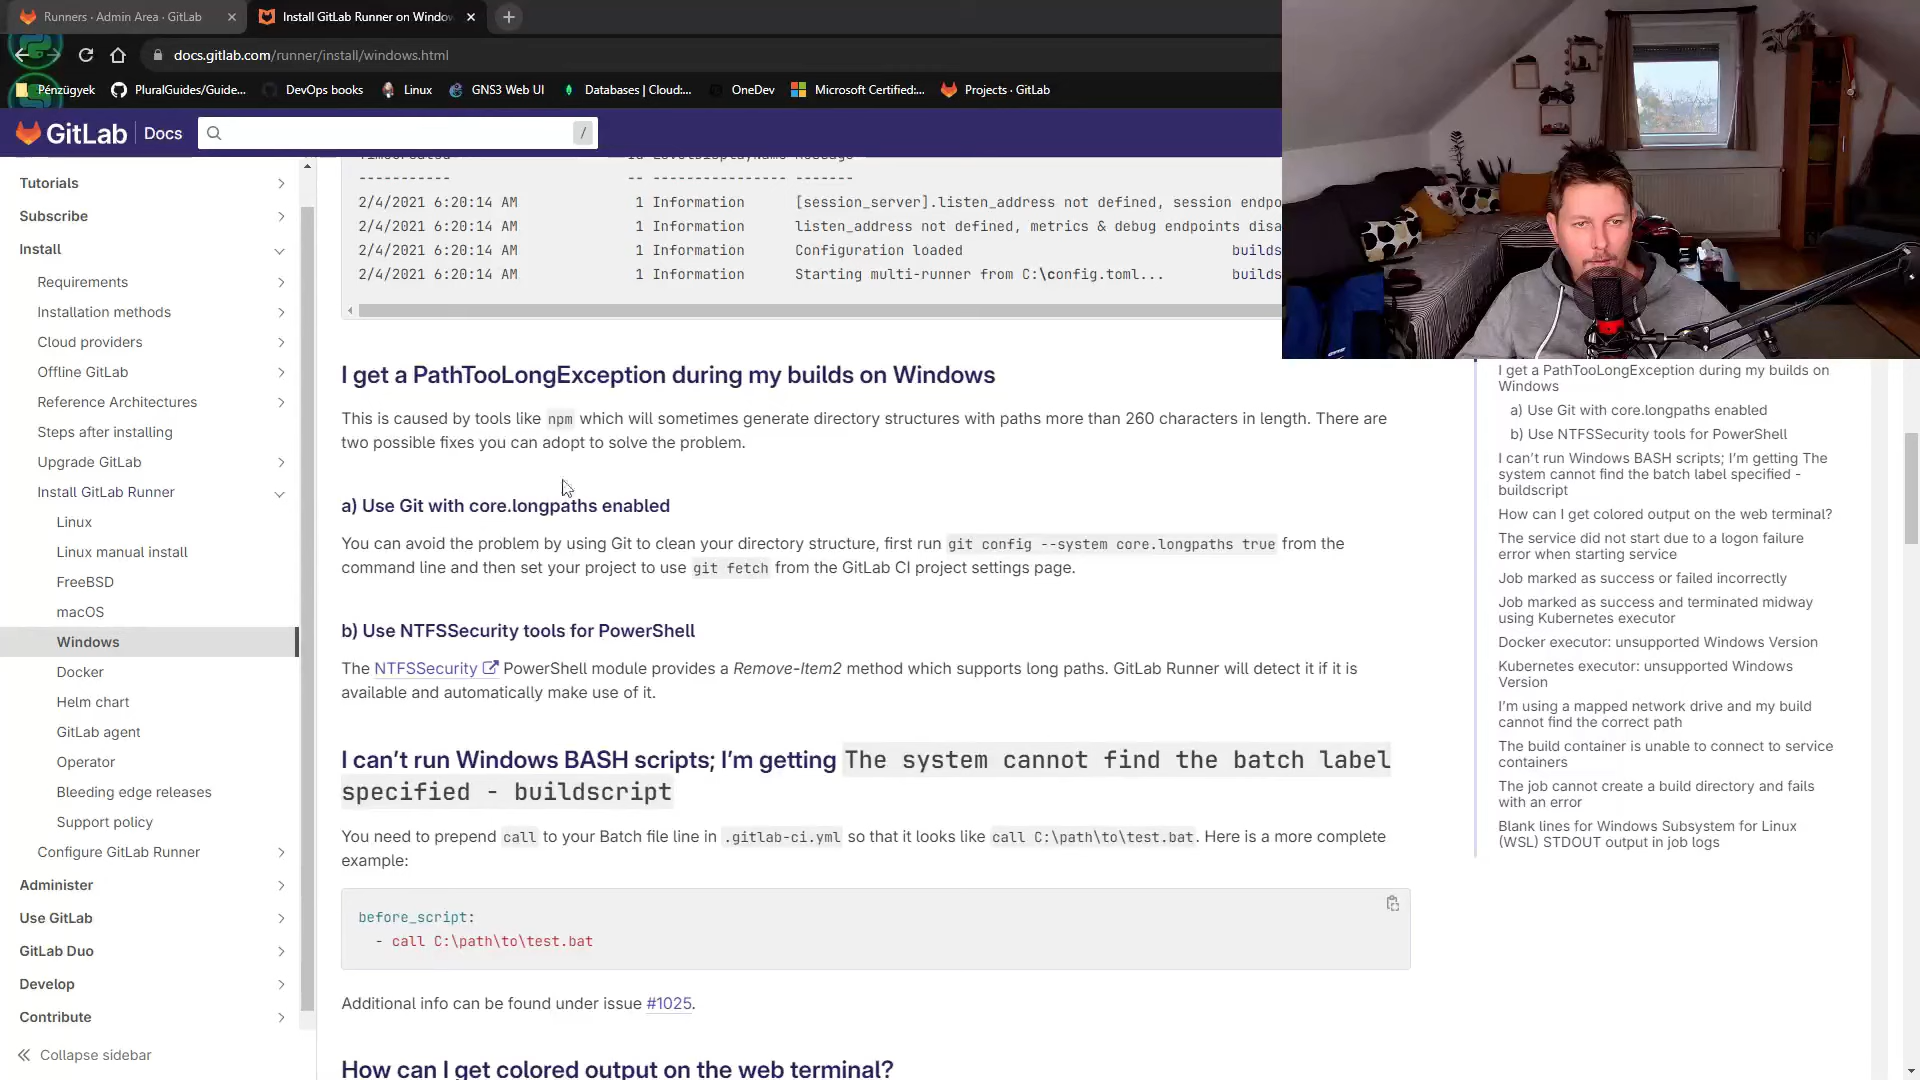 Runners · Admin Area · GitLab
Install GitLab Runner on Windo
docs.gitlab.com/runner/install/windows.html
Pénzügyek
PluralGuides/Guide...
DevOps books
Linux
GNS3 Web UI
Databases | Cloud:...
OneDev
Microsoft Certified:...
Projects · GitLab
GitLab Docs
/
Tutorials
Subscribe
Install
Requirements
Installation methods
Cloud providers
Offline GitLab
Reference Architectures
Steps after installing
Upgrade GitLab
Install GitLab Runner
Linux
Linux manual install
FreeBSD
macOS
Windows
Docker
Helm chart
GitLab agent
Operator
Bleeding edge releases
Support policy
Configure GitLab Runner
Administer
Use GitLab
GitLab Duo
Develop
Contribute
Collapse sidebar
TimeCreated Id LevelDisplayName Message
----------- -- ---------------- -------
2/4/2021 6:20:14 AM 1 Information [session_server].listen_address not defined, session endpo
2/4/2021 6:20:14 AM 1 Information listen_address not defined, metrics & debug endpoints disa
2/4/2021 6:20:14 AM 1 Information Configuration loaded builds
2/4/2021 6:20:14 AM 1 Information Starting multi-runner from C:\config.toml... builds
I get a PathTooLongException during my builds on Windows
This is caused by tools like npm which will sometimes generate directory structures with paths more than 260 characters in length. There are
two possible fixes you can adopt to solve the problem.
a) Use Git with core.longpaths enabled
You can avoid the problem by using Git to clean your directory structure, first run git config --system core.longpaths true from the
command line and then set your project to use git fetch from the GitLab CI project settings page.
b) Use NTFSSecurity tools for PowerShell
The NTFSSecurity PowerShell module provides a Remove-Item2 method which supports long paths. GitLab Runner will detect it if it is
available and automatically make use of it.
I can’t run Windows BASH scripts; I’m getting The system cannot find the batch label
specified - buildscript
You need to prepend call to your Batch file line in .gitlab-ci.yml so that it looks like call C:\path\to\test.bat. Here is a more complete
example:
before_script:
- call C:\path\to\test.bat
Additional info can be found under issue #1025.
How can I get colored output on the web terminal?
I get a PathTooLongException during my builds on
Windows
a) Use Git with core.longpaths enabled
b) Use NTFSSecurity tools for PowerShell
I can’t run Windows BASH scripts; I’m getting The
system cannot find the batch label specified -
buildscript
How can I get colored output on the web terminal?
The service did not start due to a logon failure
error when starting service
Job marked as success or failed incorrectly
Job marked as success and terminated midway
using Kubernetes executor
Docker executor: unsupported Windows Version
Kubernetes executor: unsupported Windows
Version
I’m using a mapped network drive and my build
cannot find the correct path
The build container is unable to connect to service
containers
The job cannot create a build directory and fails
with an error
Blank lines for Windows Subsystem for Linux
(WSL) STDOUT output in job logs